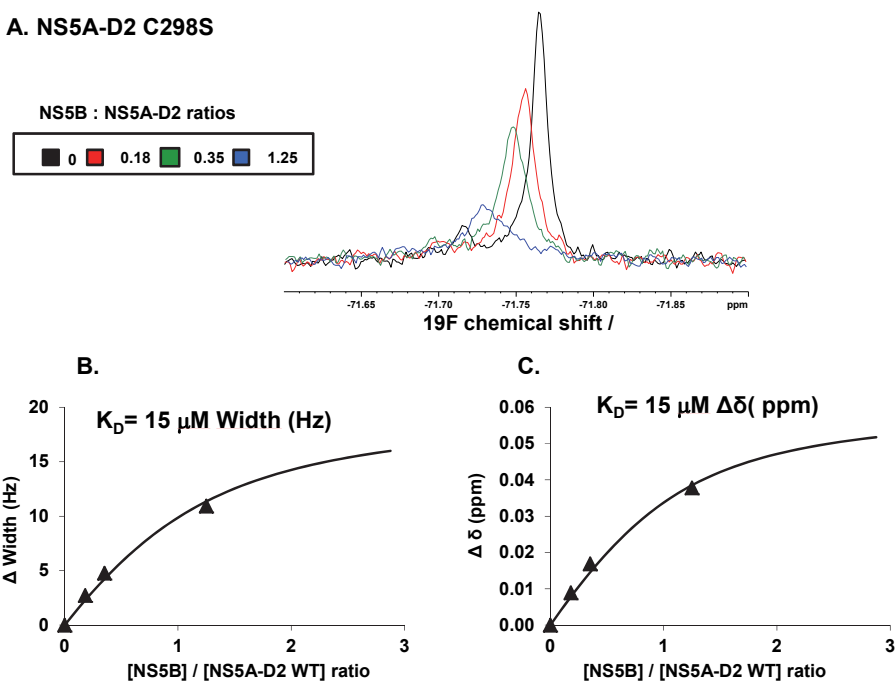 A. NS5A-D2 C298S
NS5B : NS5A-D2 ratios
0 0.18 0.35 1.25
-71.65 -71.70 -71.75 -71.80 -71.85 ppm
19F chemical shift /
B.
K_D= 15 μM Width (Hz)
20
15
10
5
0
Δ Width (Hz)
0 1 2 3
[NS5B] / [NS5A-D2 WT] ratio
C.
K_D= 15 μM Δδ( ppm)
0.06
0.05
0.04
0.03
0.02
0.01
0.00
Δ δ (ppm)
0 1 2 3
[NS5B] / [NS5A-D2 WT] ratio